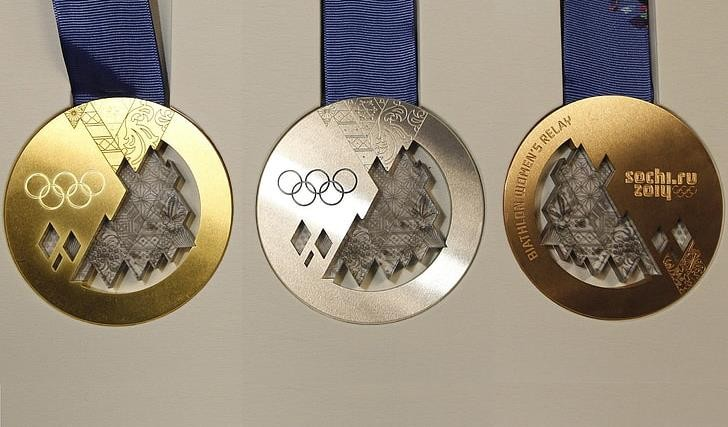 BIATHLON WOMEN'S RELAY
sochi.ru
2014